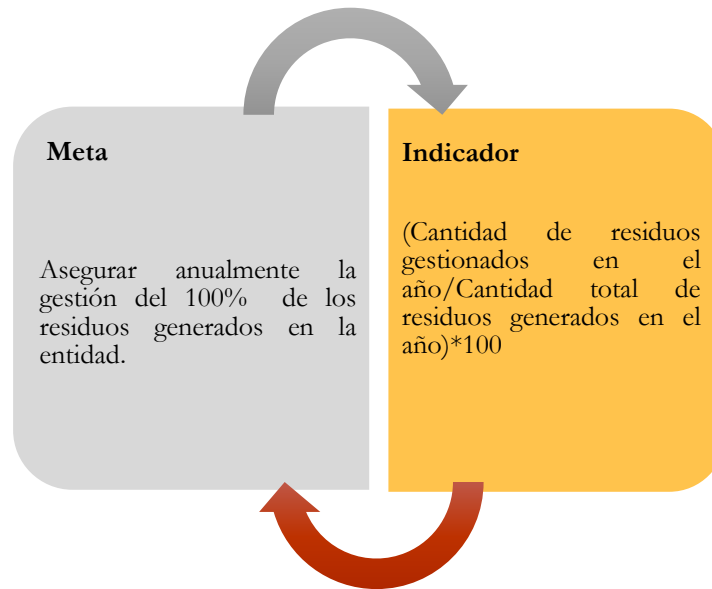 Meta
Asegurar anualmente la
gestión del 100% de los
residuos generados en la
entidad.
Indicador
(Cantidad de residuos
gestionados en el
año/Cantidad total de
residuos generados en el
año)*100